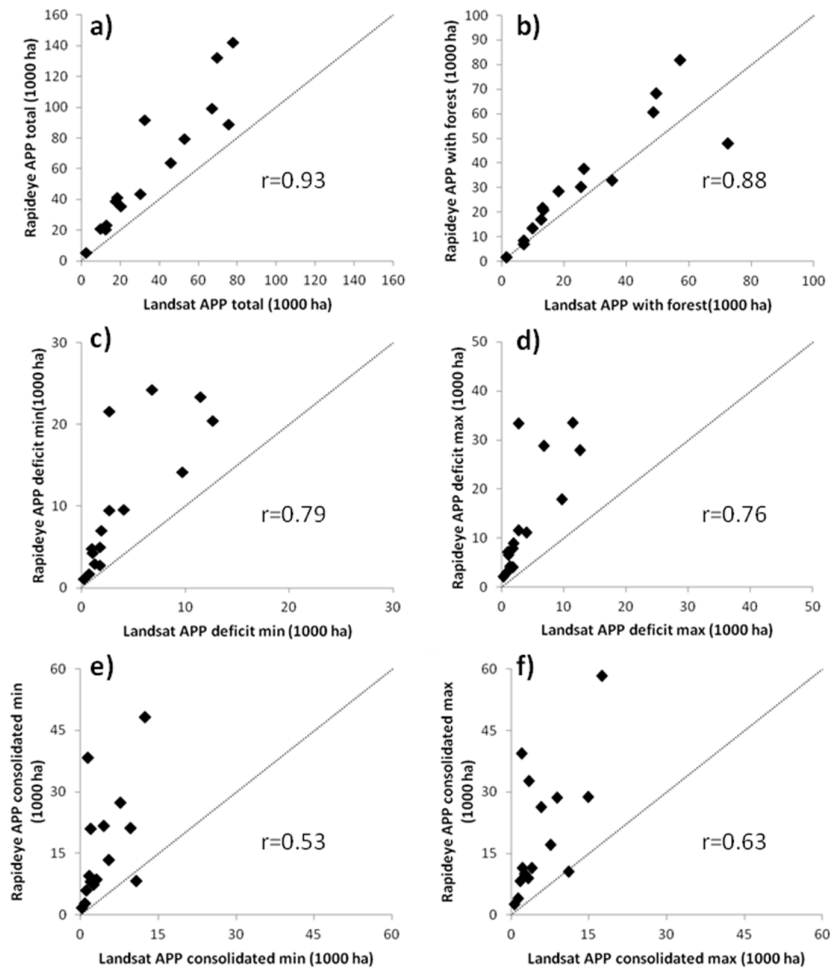 a)
Rapideye APP total (1000 ha)
160
140
120
100
80
60
40
20
0
r=0.93
0 20 40 60 80 100 120 140 160
Landsat APP total (1000 ha)
b)
Rapideye APP with forest (1000 ha)
100
90
80
70
60
50
40
30
20
10
0
r=0.88
0 20 40 60 80 100
Landsat APP with forest(1000 ha)
c)
Rapideye APP deficit min(1000 ha)
30
20
10
0
r=0.79
0 10 20 30
Landsat APP deficit min (1000 ha)
d)
Rapideye APP deficit max (1000 ha)
50
40
30
20
10
0
r=0.76
0 10 20 30 40 50
Landsat APP deficit max (1000 ha)
e)
Rapideye APP consolidated min
(1000 ha)
60
45
30
15
0
r=0.53
0 15 30 45 60
Landsat APP consolidated min (1000 ha)
f)
Rapideye APP consolidated max
(1000 ha)
60
45
30
15
0
r=0.63
0 15 30 45 60
Landsat APP consolidated max (1000 ha)